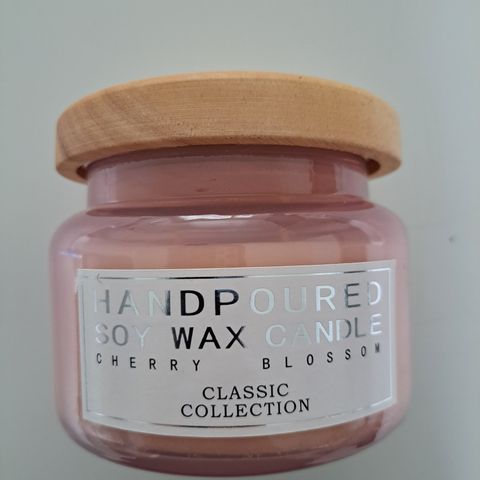 HANDPOURED
SOY WAX CANDLE
CHERRY BLOSSOM
CLASSIC
COLLECTION